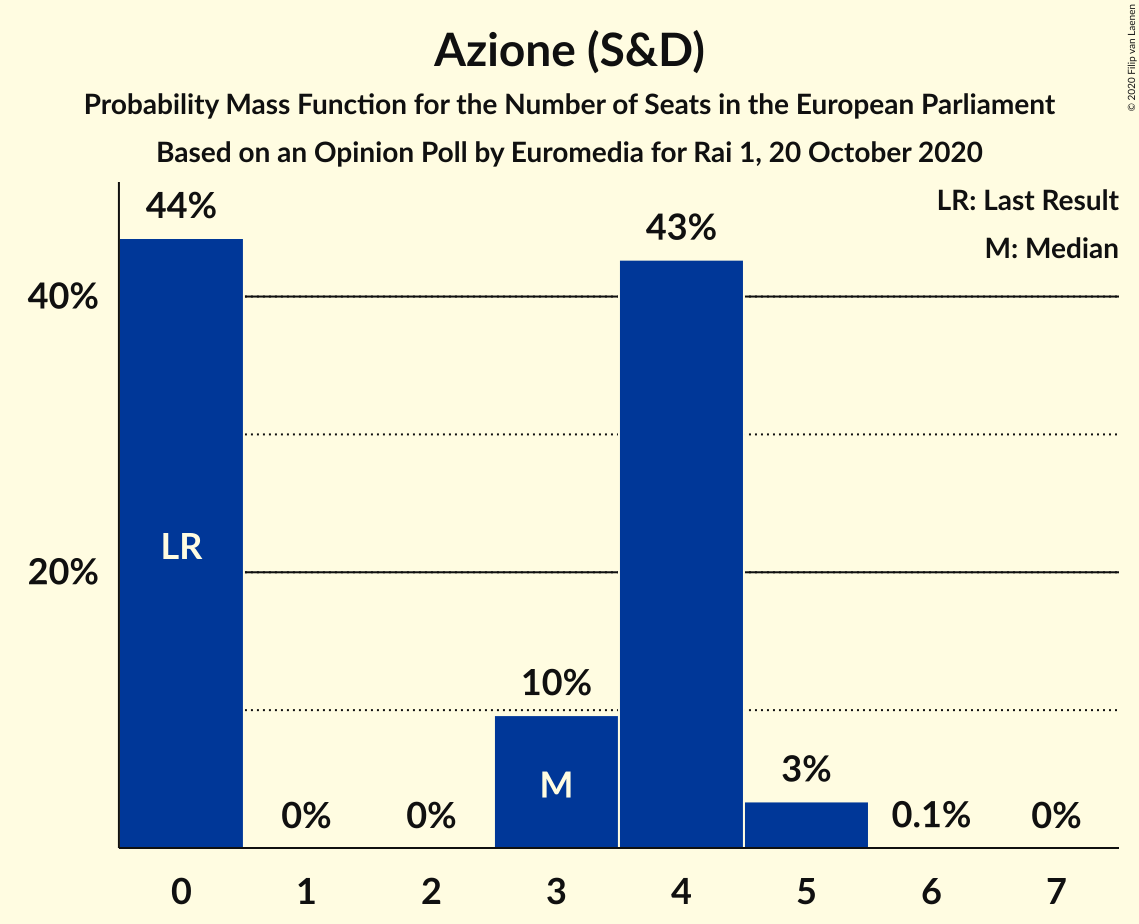 Azione (S&D)
Probability Mass Function for the Number of Seats in the European Parliament
Based on an Opinion Poll by Euromedia for Rai 1, 20 October 2020
© 2020 Filip van Laenen
LR: Last Result
M: Median
44%
43%
40%
LR
20%
10%
M
3%
0%
0%
0.1%
0%
0
1
2
3
4
5
6
7